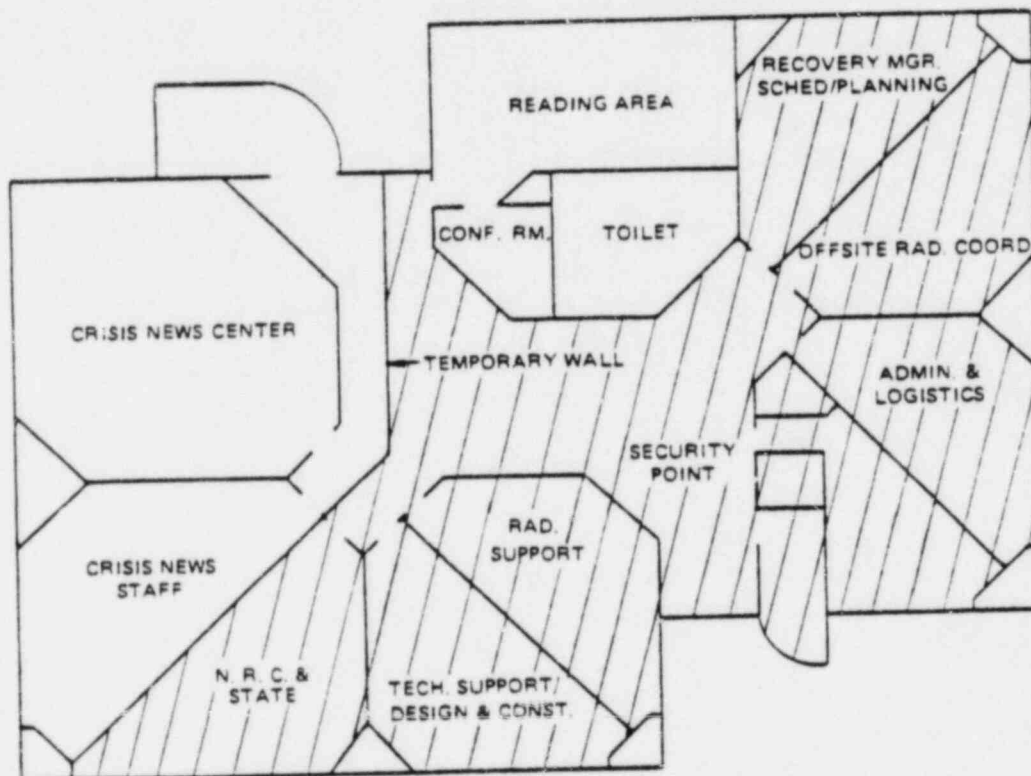 RECOVERY MGR.
SCHED/PLANNING
READING AREA
CONF. RM.
TOILET
OFFSITE RAD. COORD
CRISIS NEWS CENTER
TEMPORARY WALL
ADMIN. &
LOGISTICS
SECURITY
POINT
RAD.
SUPPORT
CRISIS NEWS
STAFF
N. R. C. &
STATE
TECH. SUPPORT/
DESIGN & CONST.